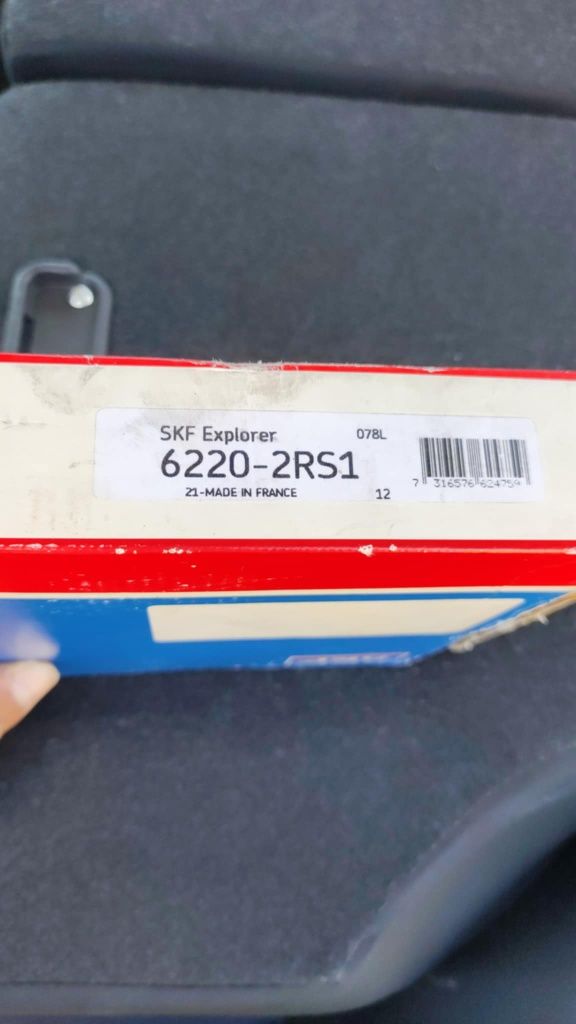 SKF Explorer 078L
6220-2RS1
21-MADE IN FRANCE 12
7 316576 624759